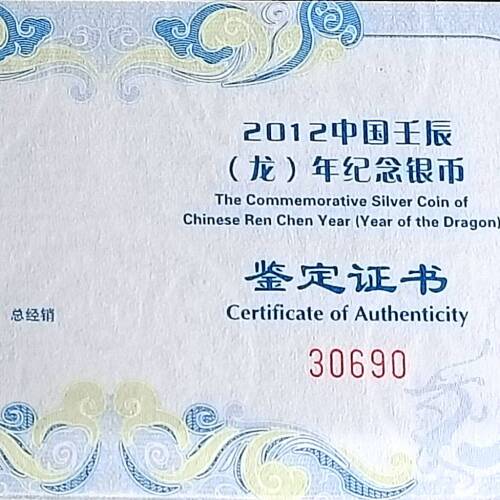 2012中国壬辰
（龙）年纪念银币
The Commemorative Silver Coin of
Chinese Ren Chen Year (Year of the Dragon)
鉴定证书
总经销
Certificate of Authenticity
30690